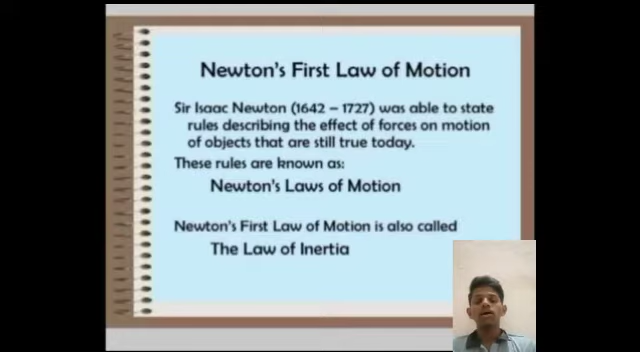 Newton's First Law of Motion
Sir Isaac Newton (1642 – 1727) was able to state
rules describing the effect of forces on motion
of objects that are still true today.
These rules are known as:
Newton's Laws of Motion
Newton's First Law of Motion is also called
The Law of Inertia